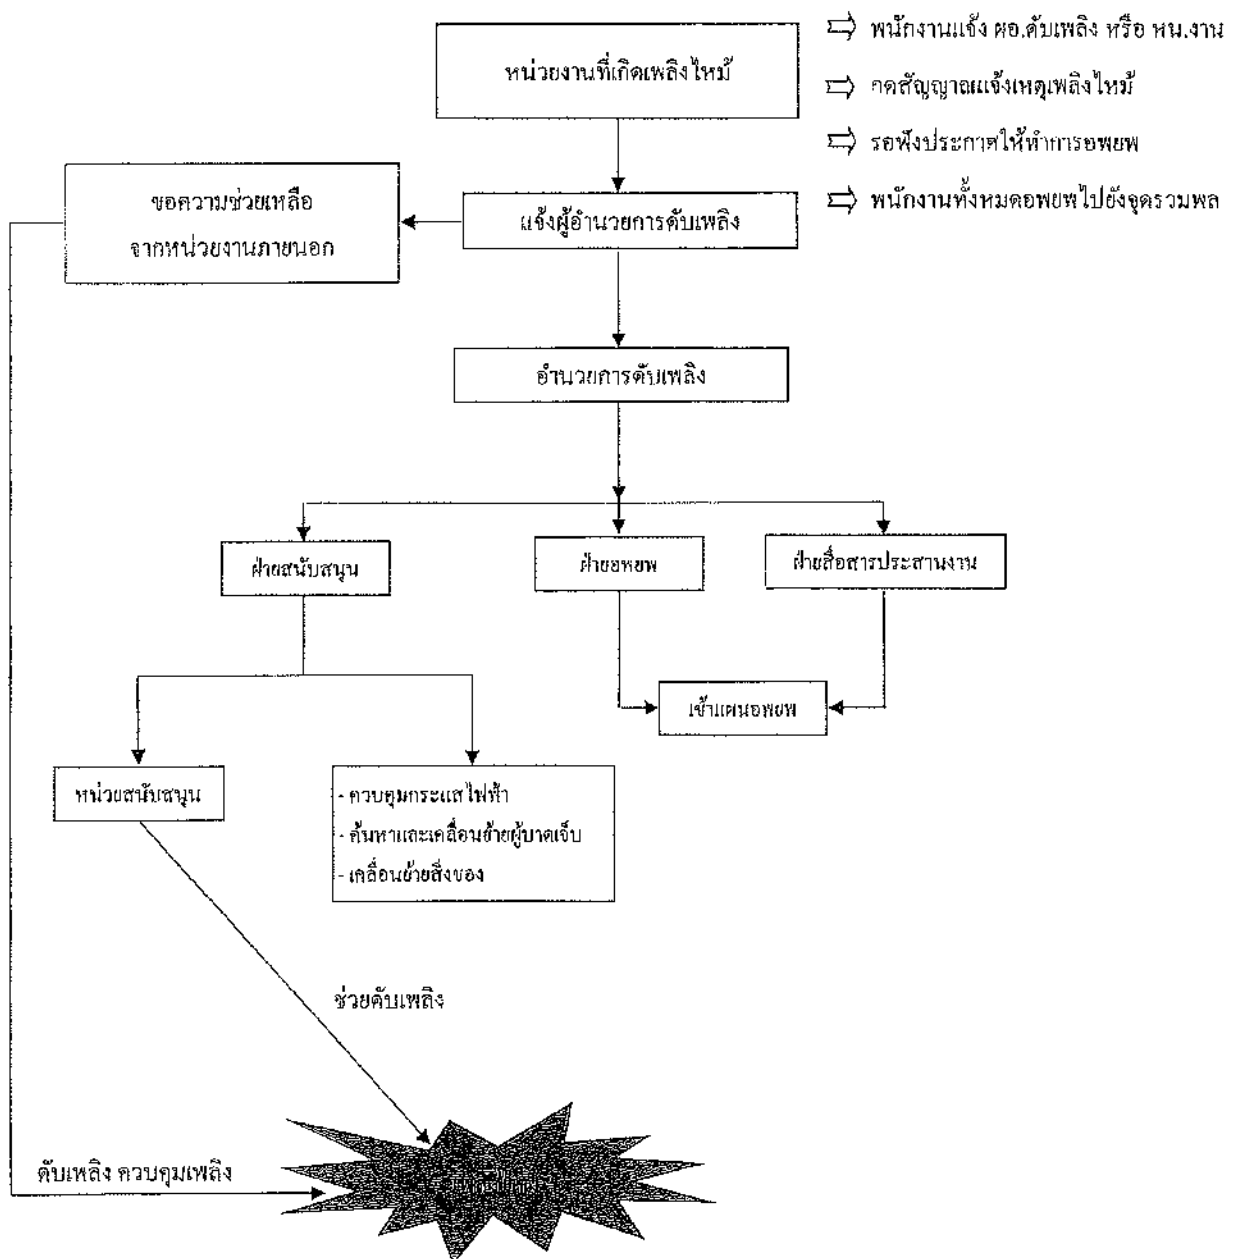 หน่วยงานที่เกิดเพลิงไหม้
พนักงานแจ้ง ผอ.ดับเพลิง หรือ หน.งาน
กดสัญญาณแจ้งเหตุเพลิงไหม้
รอฟังประกาศให้ทำการอพยพ
พนักงานทั้งหมดอพยพไปยังจุดรวมพล
ขอความช่วยเหลือ
จากหน่วยงานภายนอก
แจ้งผู้อำนวยการดับเพลิง
อำนวยการดับเพลิง
ฝ่ายสนับสนุน
ฝ่ายอพยพ
ฝ่ายสื่อสารประสานงาน
เข้าแผนอพยพ
หน่วยสนับสนุน
- ควบคุมกระแสไฟฟ้า
- ค้นหาและเคลื่อนย้ายผู้บาดเจ็บ
- เคลื่อนย้ายสิ่งของ
ช่วยดับเพลิง
ดับเพลิง ควบคุมเพลิง